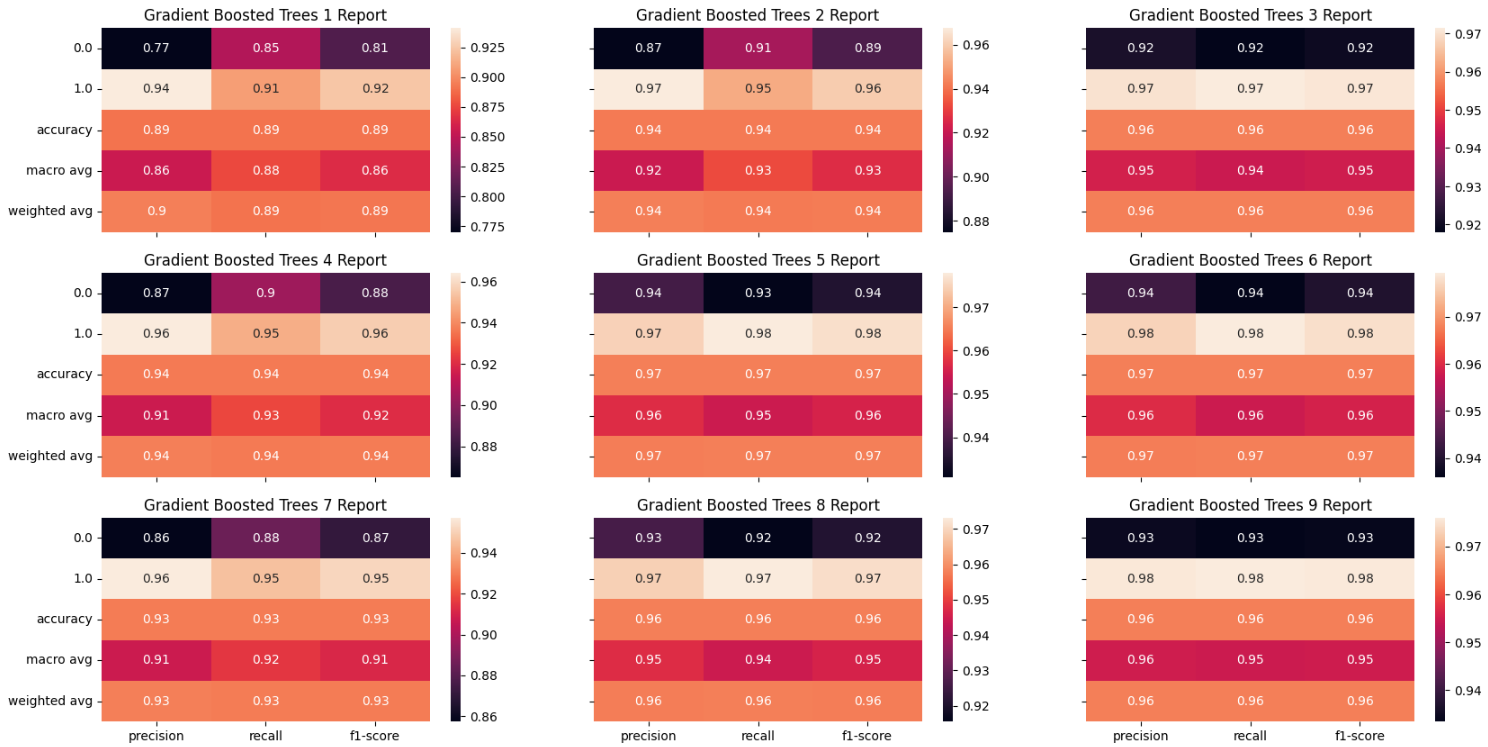 Gradient Boosted Trees 1 Report
0.0 0.77 0.85 0.81
1.0 0.94 0.91 0.92
accuracy 0.89 0.89 0.89
macro avg 0.86 0.88 0.86
weighted avg 0.9 0.89 0.89
0.925
0.900
0.875
0.850
0.825
0.800
0.775
Gradient Boosted Trees 2 Report
0.87 0.91 0.89
0.97 0.95 0.96
0.94 0.94 0.94
0.92 0.93 0.93
0.94 0.94 0.94
0.96
0.94
0.92
0.90
0.88
Gradient Boosted Trees 3 Report
0.92 0.92 0.92
0.97 0.97 0.97
0.96 0.96 0.96
0.95 0.94 0.95
0.96 0.96 0.96
0.97
0.96
0.95
0.94
0.93
0.92
Gradient Boosted Trees 4 Report
0.0 0.87 0.9 0.88
1.0 0.96 0.95 0.96
accuracy 0.94 0.94 0.94
macro avg 0.91 0.93 0.92
weighted avg 0.94 0.94 0.94
0.96
0.94
0.92
0.90
0.88
Gradient Boosted Trees 5 Report
0.94 0.93 0.94
0.97 0.98 0.98
0.97 0.97 0.97
0.96 0.95 0.96
0.97 0.97 0.97
0.97
0.96
0.95
0.94
Gradient Boosted Trees 6 Report
0.94 0.94 0.94
0.98 0.98 0.98
0.97 0.97 0.97
0.96 0.96 0.96
0.97 0.97 0.97
0.97
0.96
0.95
0.94
Gradient Boosted Trees 7 Report
0.0 0.86 0.88 0.87
1.0 0.96 0.95 0.95
accuracy 0.93 0.93 0.93
macro avg 0.91 0.92 0.91
weighted avg 0.93 0.93 0.93
precision recall f1-score
0.94
0.92
0.90
0.88
0.86
Gradient Boosted Trees 8 Report
0.93 0.92 0.92
0.97 0.97 0.97
0.96 0.96 0.96
0.95 0.94 0.95
0.96 0.96 0.96
precision recall f1-score
0.97
0.96
0.95
0.94
0.93
0.92
Gradient Boosted Trees 9 Report
0.93 0.93 0.93
0.98 0.98 0.98
0.96 0.96 0.96
0.96 0.95 0.95
0.96 0.96 0.96
precision recall f1-score
0.97
0.96
0.95
0.94